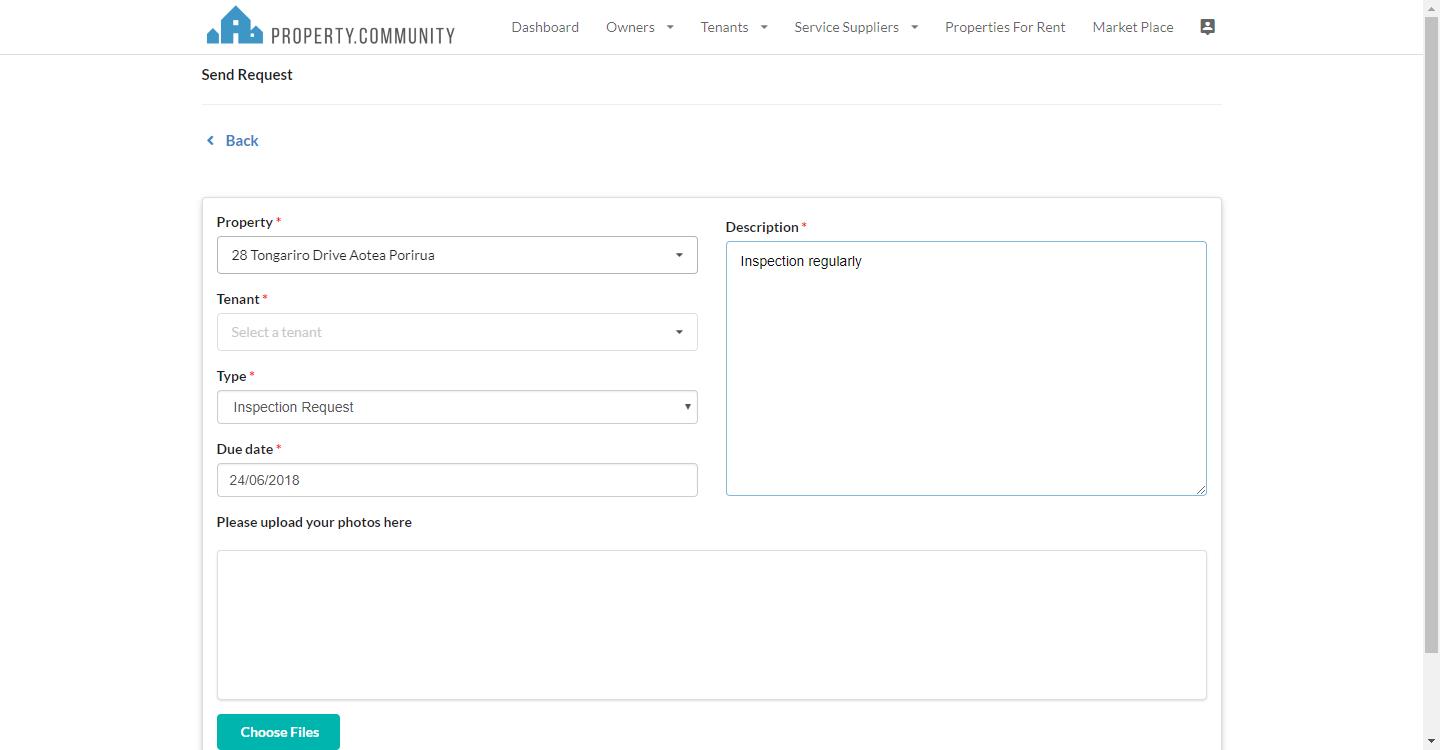 PROPERTY.COMMUNITY
Dashboard Owners Tenants Service Suppliers Properties For Rent Market Place
Send Request
Back
Property *
28 Tongariro Drive Aotea Porirua
Tenant *
Select a tenant
Type *
Inspection Request
Due date *
24/06/2018
Description *
Inspection regularly
Please upload your photos here
Choose Files